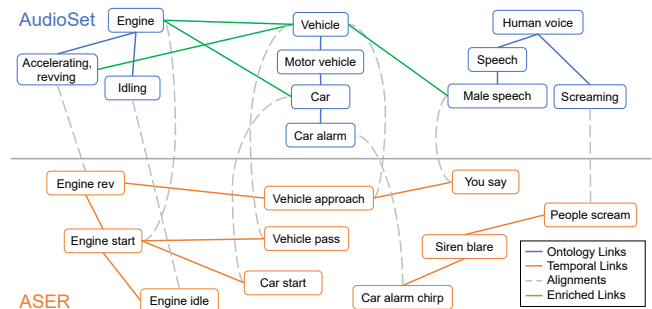 AudioSet
Engine
Vehicle
Human voice
Accelerating,
revving
Idling
Motor vehicle
Speech
Car
Male speech
Screaming
Car alarm
Engine rev
Vehicle approach
You say
People scream
Engine start
Vehicle pass
Siren blare
Car start
Engine idle
Car alarm chirp
ASER
Ontology Links
Temporal Links
Alignments
Enriched Links